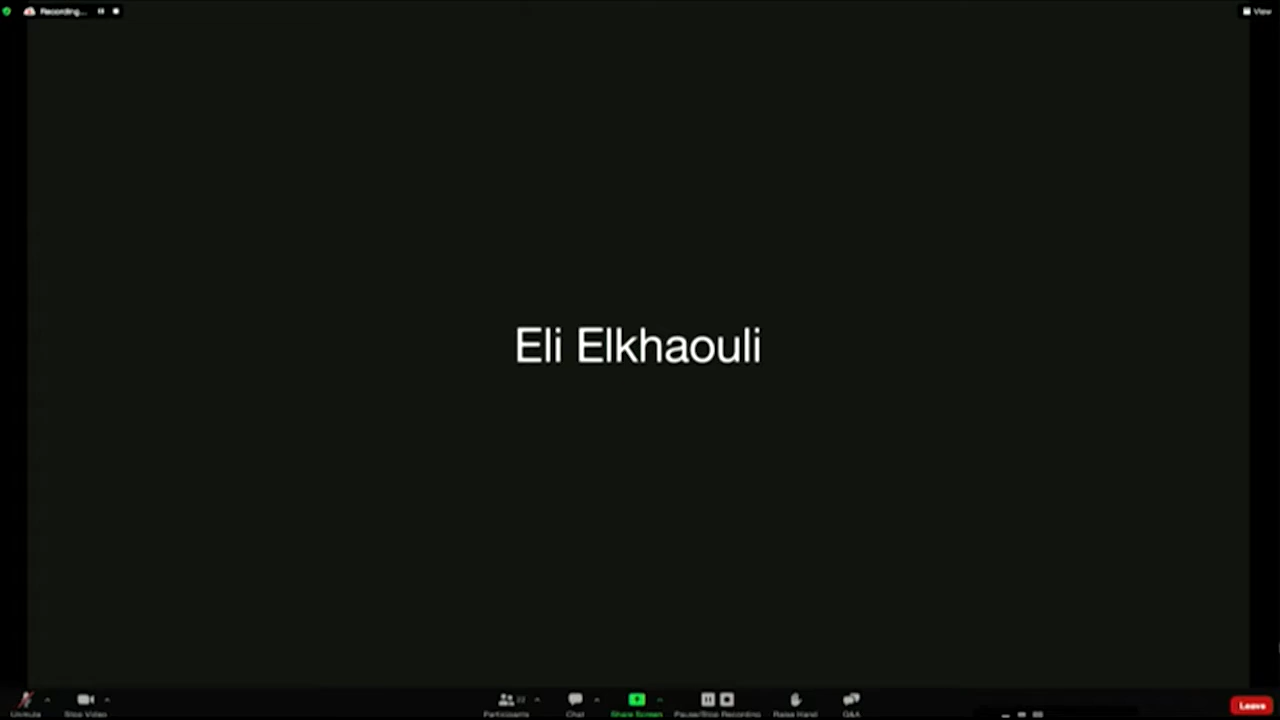 Recording...
View
Eli Elkhaouli
Unmute
Stop Video
Participants
Chat
Share Screen
Pause/Stop Recording
Raise Hand
Q&A
Leave